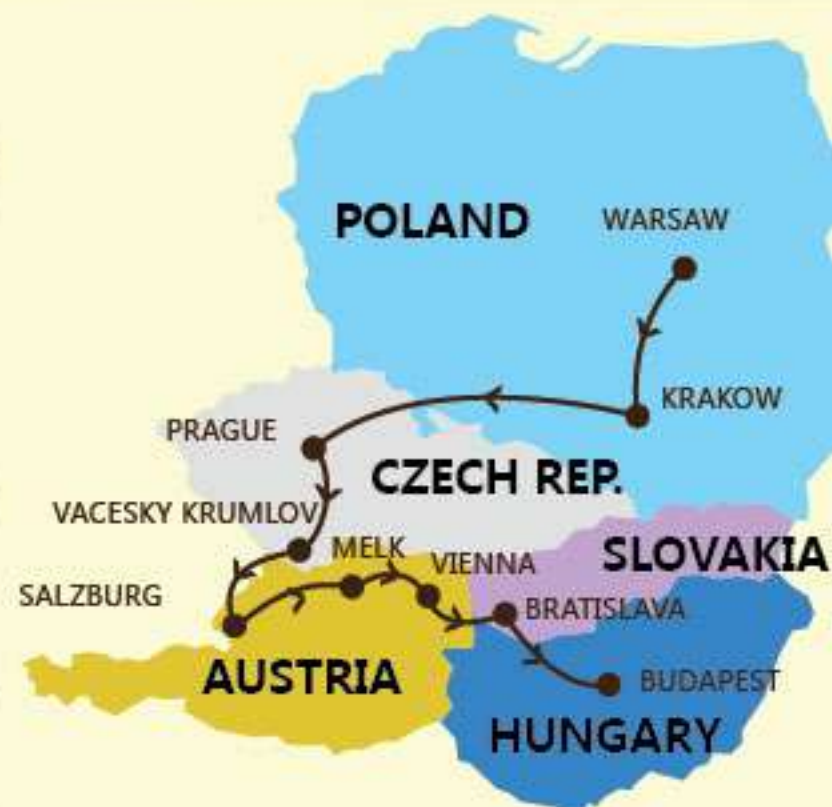 POLAND
WARSAW
KRAKOW
PRAGUE
CZECH REP.
VACESKY KRUMLOV
MELK
VIENNA
SLOVAKIA
SALZBURG
BRATISLAVA
AUSTRIA
BUDAPEST
HUNGARY